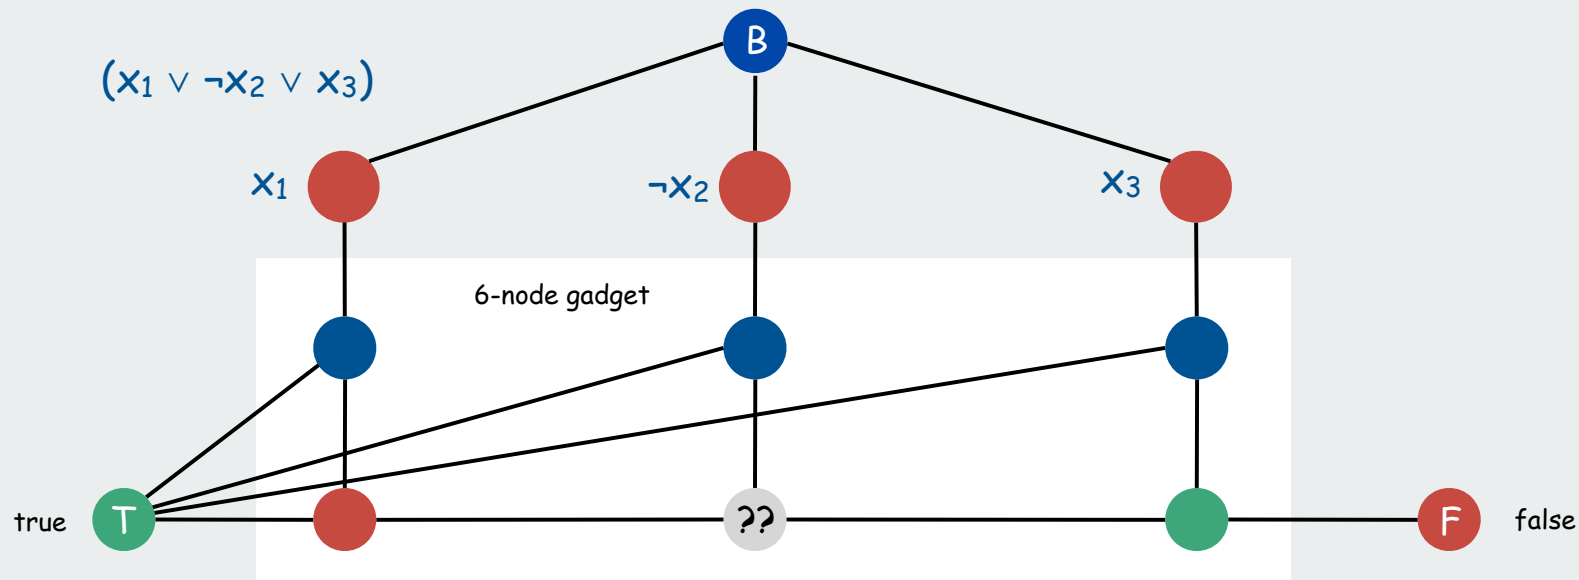 B
(x₁ ∨ ¬x₂ ∨ x₃)
x₁
¬x₂
x₃
6-node gadget
true
T
??
F
false